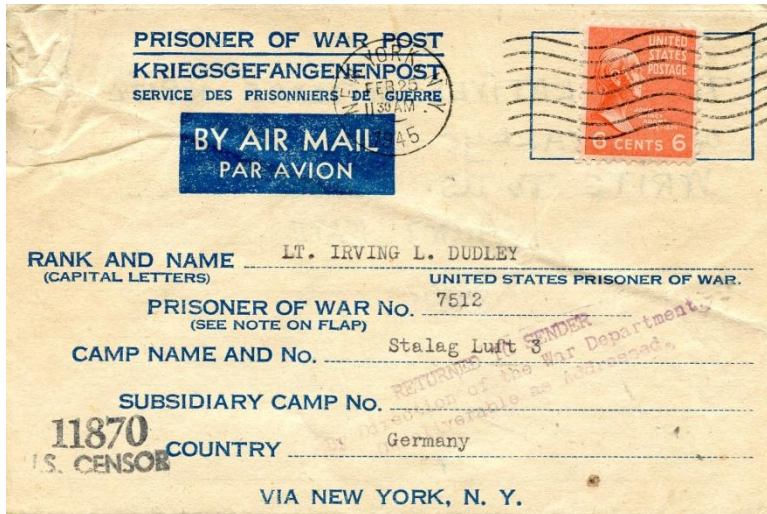 PRISONER OF WAR POST
KRIEGSGEFANGENENPOST
SERVICE DES PRISONNIERS DE GUERRE
NEW YORK, N.Y.
FEB 25
11 30 AM
1945
BY AIR MAIL
PAR AVION
UNITED
STATES
POSTAGE
6 CENTS 6
RANK AND NAME LT. IRVING L. DUDLEY
(CAPITAL LETTERS) UNITED STATES PRISONER OF WAR.
PRISONER OF WAR No. 7512
(SEE NOTE ON FLAP)
CAMP NAME AND No. Stalag Luft 3
RETURNED TO SENDER
By Direction of the War Department,
Undeliverable as Addressed.
SUBSIDIARY CAMP No.
11870
U.S. CENSOR
COUNTRY Germany
VIA NEW YORK, N. Y.